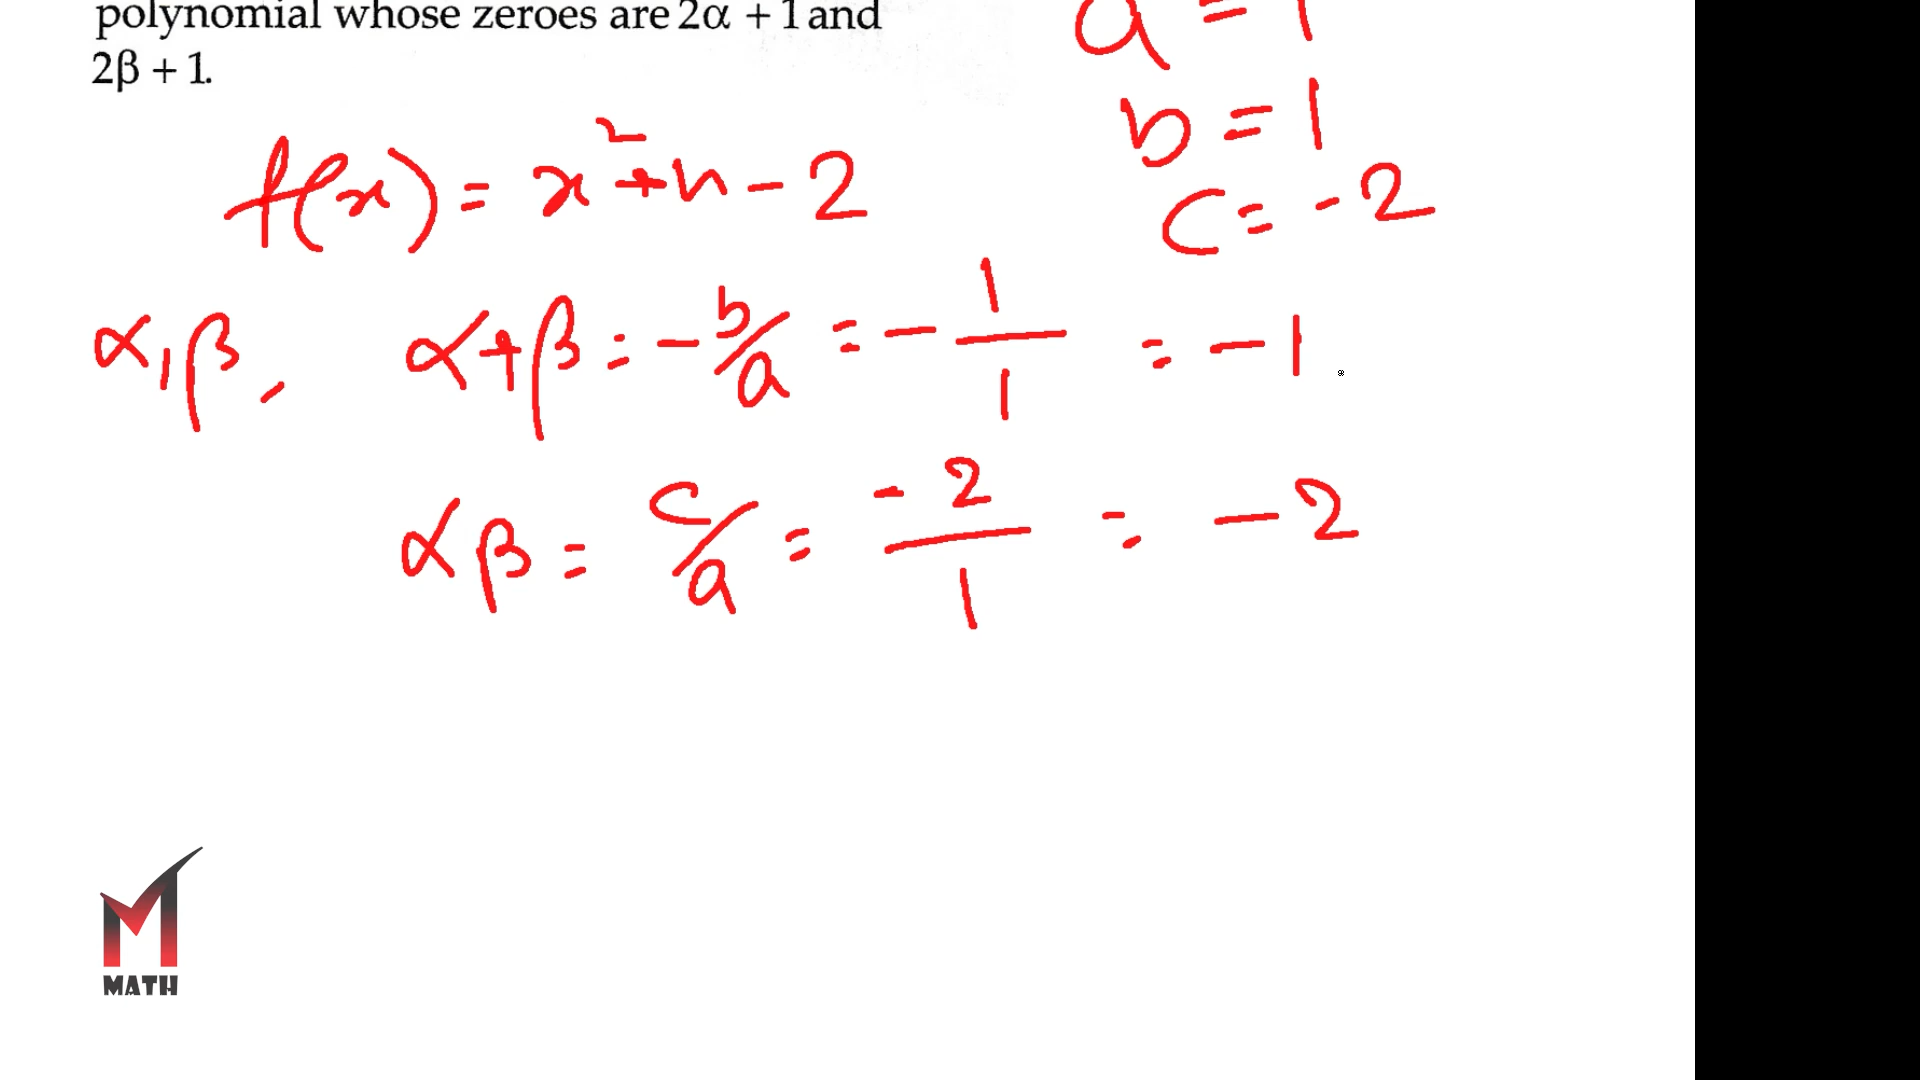 polynomial whose zeroes are 2α + 1 and
2β + 1.
a = 1
b = 1
c = -2
f(x) = x² + x - 2
α, β, α + β = - b/a = - 1/1 = - 1
αβ = c/a = -2/1 = - 2
MATH